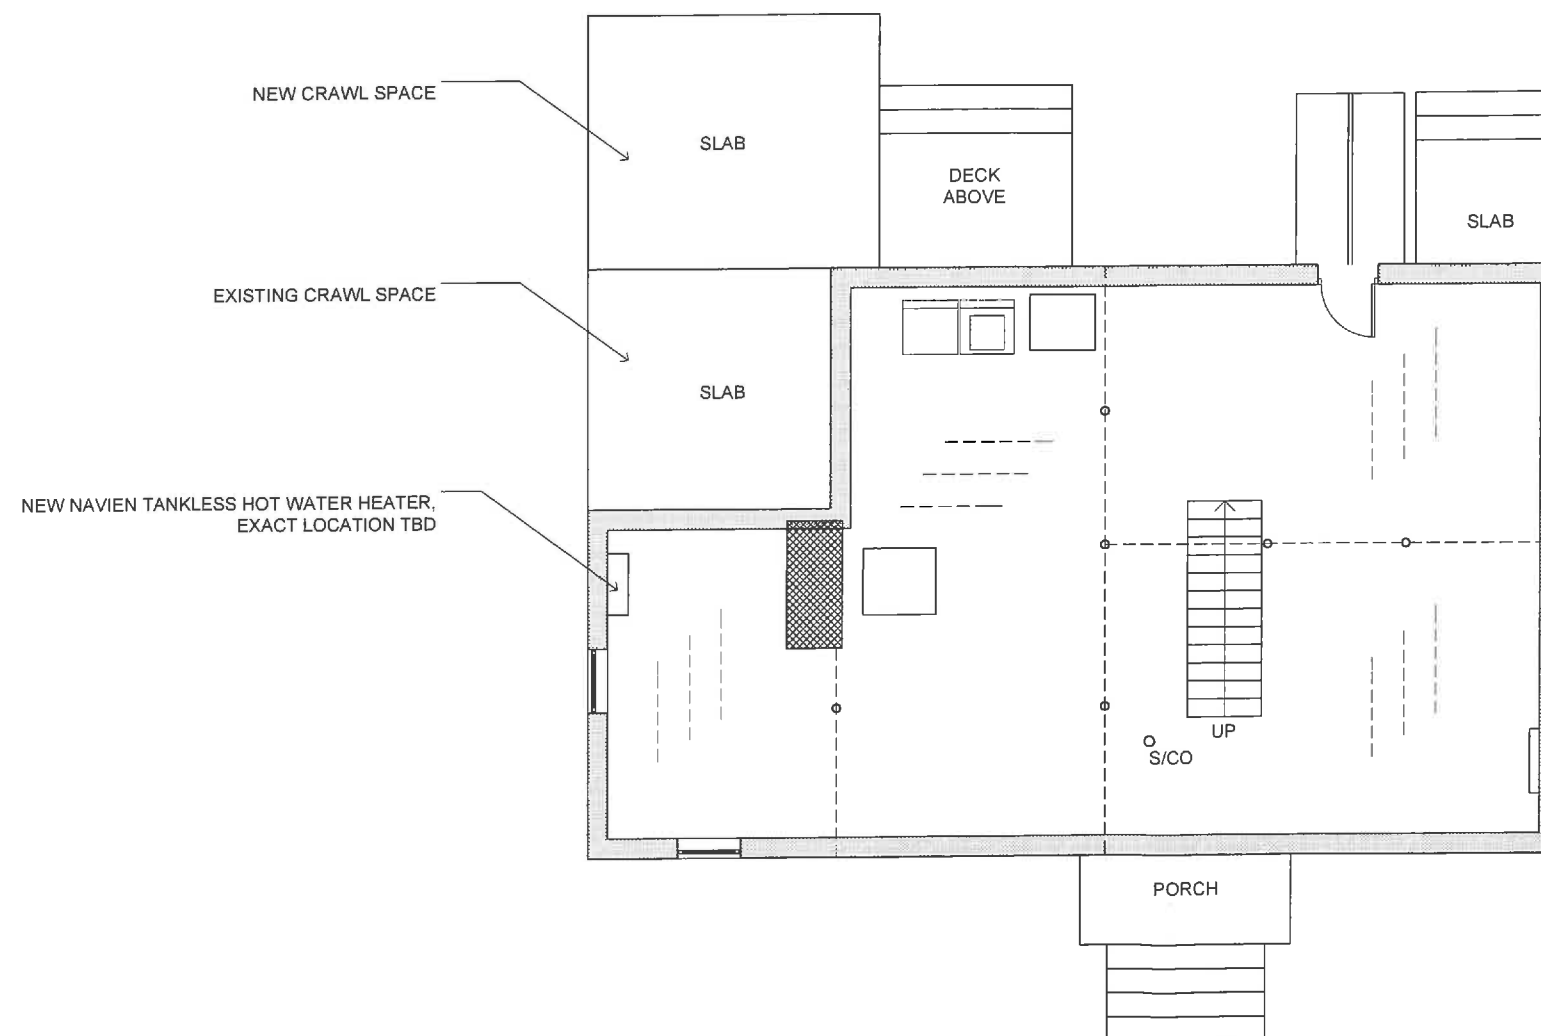 NEW CRAWL SPACE
SLAB
DECK
ABOVE
SLAB
EXISTING CRAWL SPACE
SLAB
NEW NAVIEN TANKLESS HOT WATER HEATER,
EXACT LOCATION TBD
UP
S/CO
PORCH